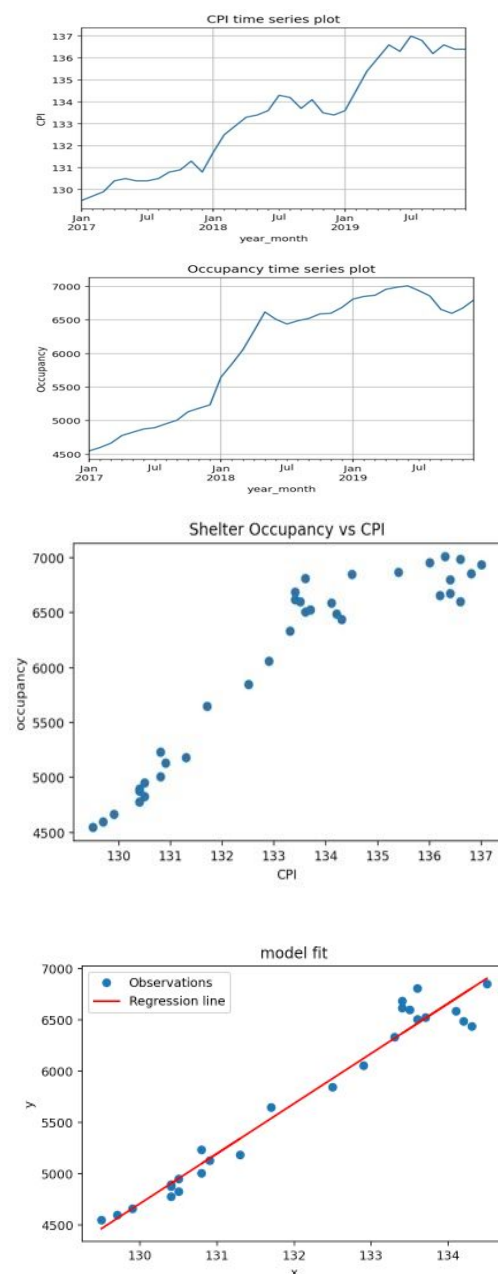 CPI time series plot
137
136
135
134
133
132
131
130
CPI
Jan 2017 Jul Jan 2018 Jul Jan 2019 Jul
year_month
Occupancy time series plot
7000
6500
6000
5500
5000
4500
Occupancy
Jan 2017 Jul Jan 2018 Jul Jan 2019 Jul
year_month
Shelter Occupancy vs CPI
7000
6500
6000
5500
5000
4500
occupancy
130 131 132 133 134 135 136 137
CPI
model fit
Observations
Regression line
7000
6500
6000
5500
5000
4500
y
130 131 132 133 134
x